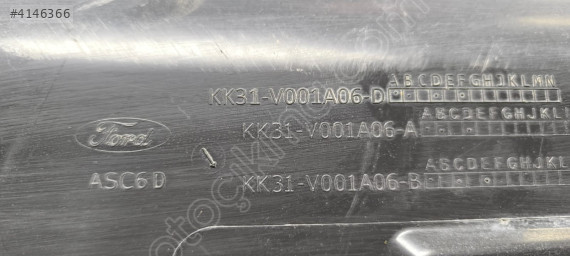 #4146366
ABCDEFGHJKLMN
KK31-V001A06-D
ABCDEFGHJKL
Ford
KK31-V001A06-A
ABCDEFGHJKL
ASC6D
KK31-V001A06-B